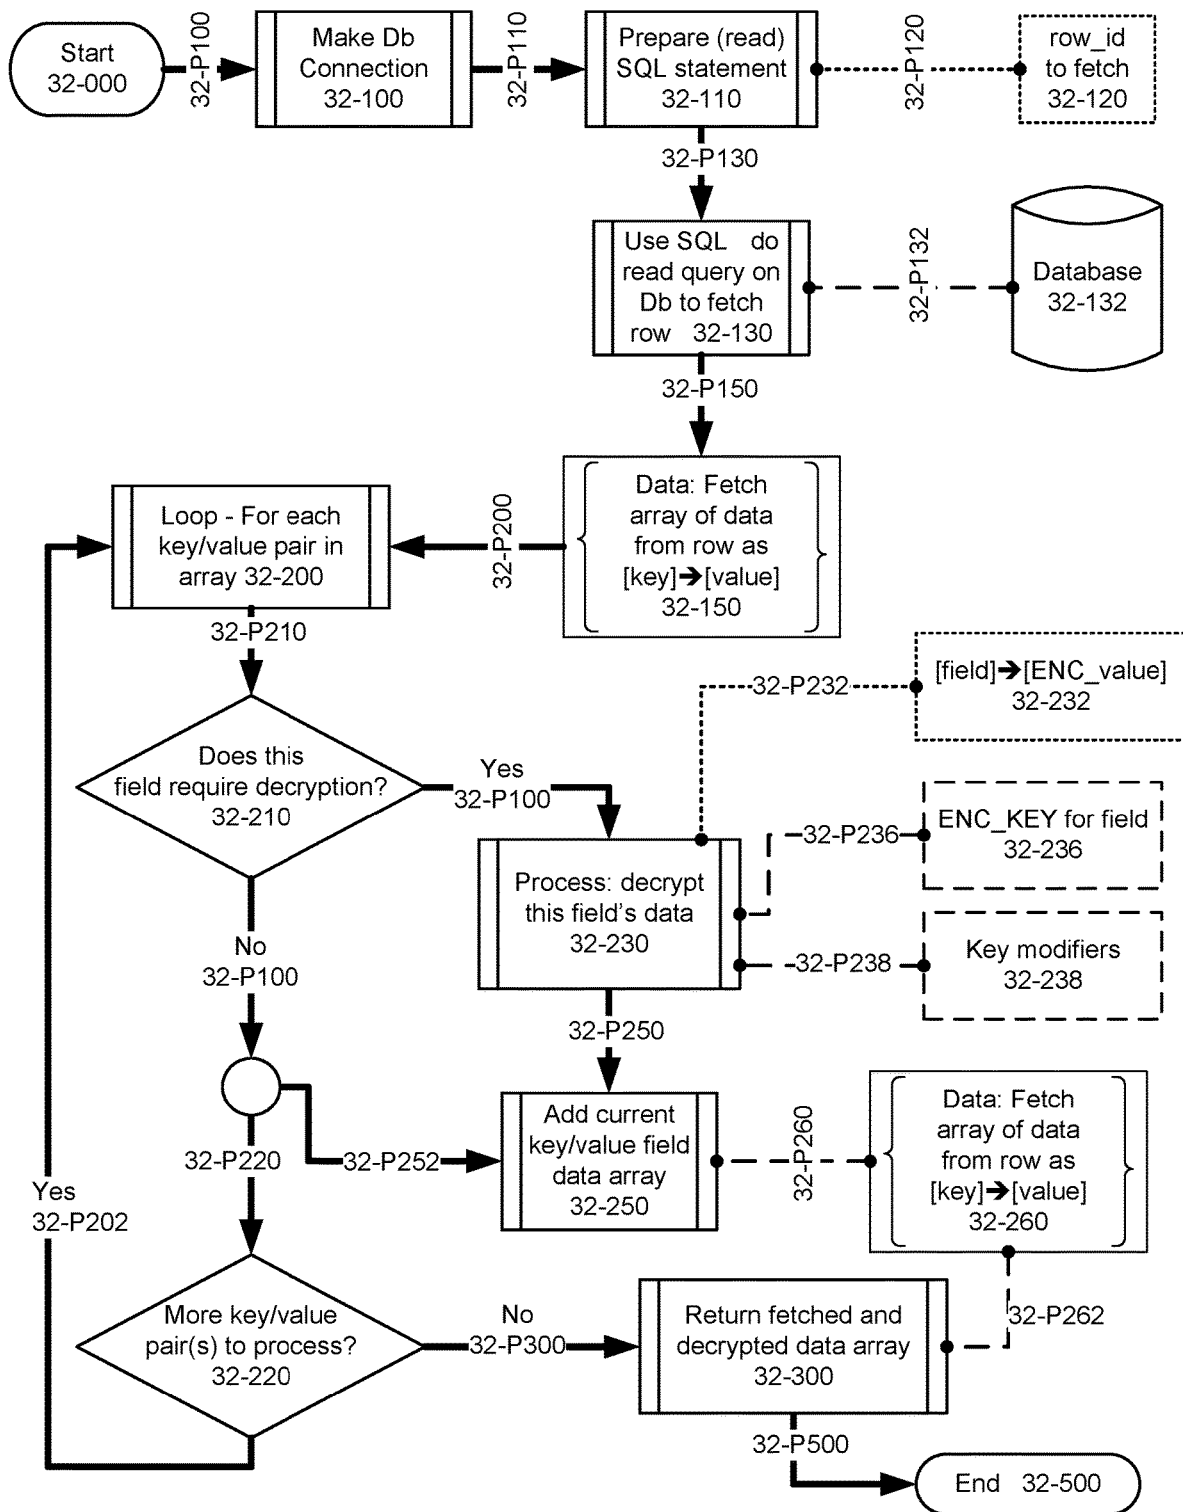 Start
32-000
32-P100
Make Db
Connection
32-100
32-P110
Prepare (read)
SQL statement
32-110
32-P120
row_id
to fetch
32-120
32-P130
Use SQL do
read query on
Db to fetch
row 32-130
32-P132
Database
32-132
32-P150
Data: Fetch
array of data
from row as
[key]➔[value]
32-150
32-P200
Loop - For each
key/value pair in
array 32-200
32-P210
32-P232
[field]➔[ENC_value]
32-232
Does this
field require decryption?
32-210
Yes
32-P100
32-P236
ENC_KEY for field
32-236
Process: decrypt
this field's data
32-230
32-P238
Key modifiers
32-238
No
32-P100
32-P250
32-P220
32-P252
Add current
key/value field
data array
32-250
32-P260
Data: Fetch
array of data
from row as
[key]➔[value]
32-260
Yes
32-P202
More key/value
pair(s) to process?
32-220
No
32-P300
Return fetched and
decrypted data array
32-300
32-P262
32-P500
End 32-500